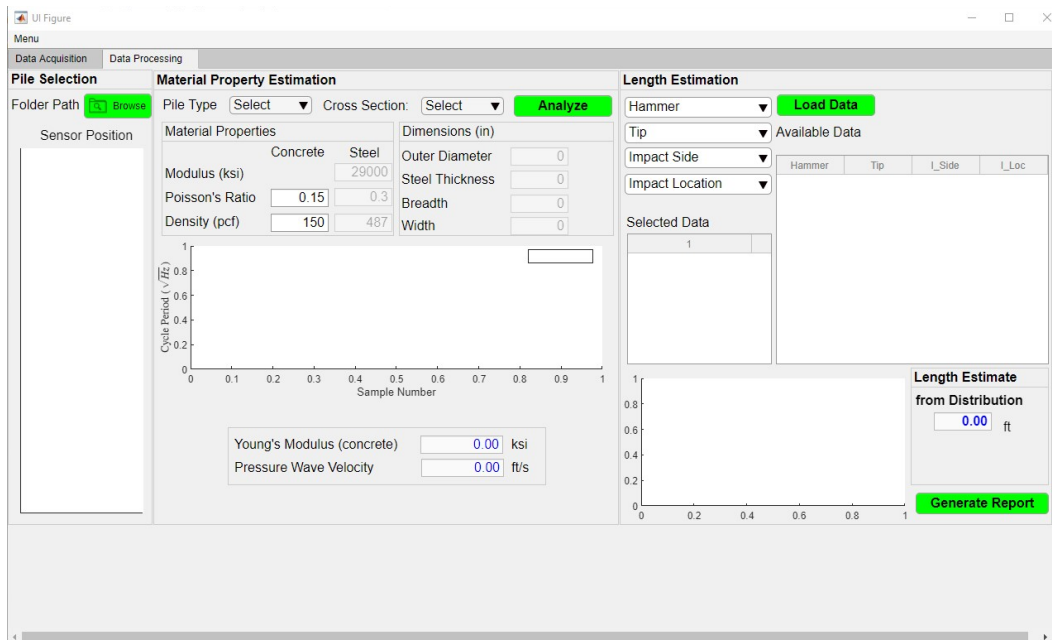 UI Figure
Menu
Data Acquisition Data Processing
Pile Selection
Folder Path Browse
Sensor Position
Material Property Estimation
Pile Type Select Cross Section: Select Analyze
Material Properties
Concrete Steel
Modulus (ksi) 29000
Poisson's Ratio 0.15 0.3
Density (pcf) 150 487
Dimensions (in)
Outer Diameter 0
Steel Thickness 0
Breadth 0
Width 0
Cycle Period (√Hz)
1
0.8
0.6
0.4
0.2
0
0 0.1 0.2 0.3 0.4 0.5 0.6 0.7 0.8 0.9 1
Sample Number
Young's Modulus (concrete) 0.00 ksi
Pressure Wave Velocity 0.00 ft/s
Length Estimation
Hammer Load Data
Tip Available Data
Impact Side
Impact Location
Hammer Tip I_Side I_Loc
Selected Data
1
1
0.8
0.6
0.4
0.2
0
0 0.2 0.4 0.6 0.8 1
Length Estimate
from Distribution
0.00 ft
Generate Report